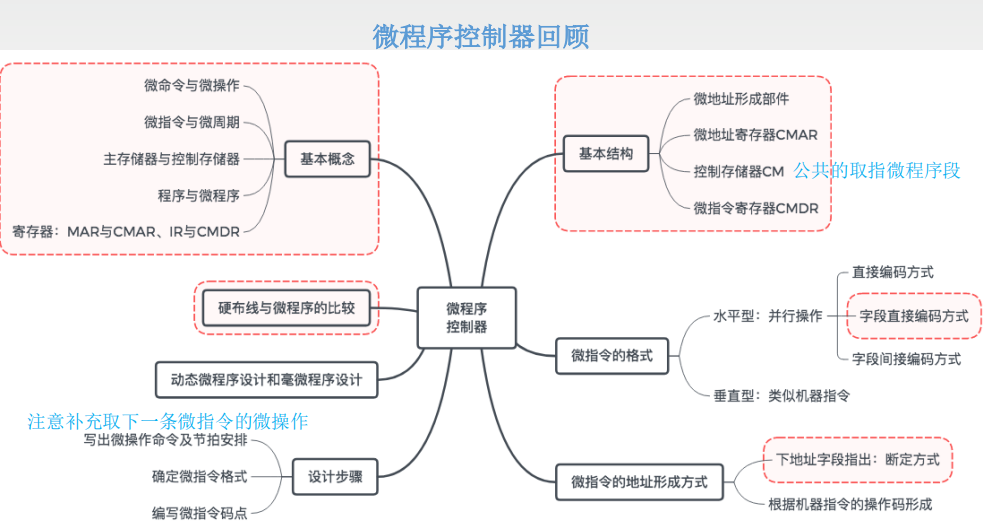 微程序控制器回顾
微命令与微操作
微指令与微周期
主存储器与控制存储器
程序与微程序
寄存器：MAR与CMAR、IR与CMDR
基本概念
硬布线与微程序的比较
动态微程序设计和毫微程序设计
注意补充取下一条微指令的微操作
写出微操作命令及节拍安排
确定微指令格式
编写微指令码点
设计步骤
微程序
控制器
基本结构
微地址形成部件
微地址寄存器CMAR
控制存储器CM
公共的取指微程序段
微指令寄存器CMDR
微指令的格式
水平型：并行操作
直接编码方式
字段直接编码方式
字段间接编码方式
垂直型：类似机器指令
微指令的地址形成方式
下地址字段指出：断定方式
根据机器指令的操作码形成